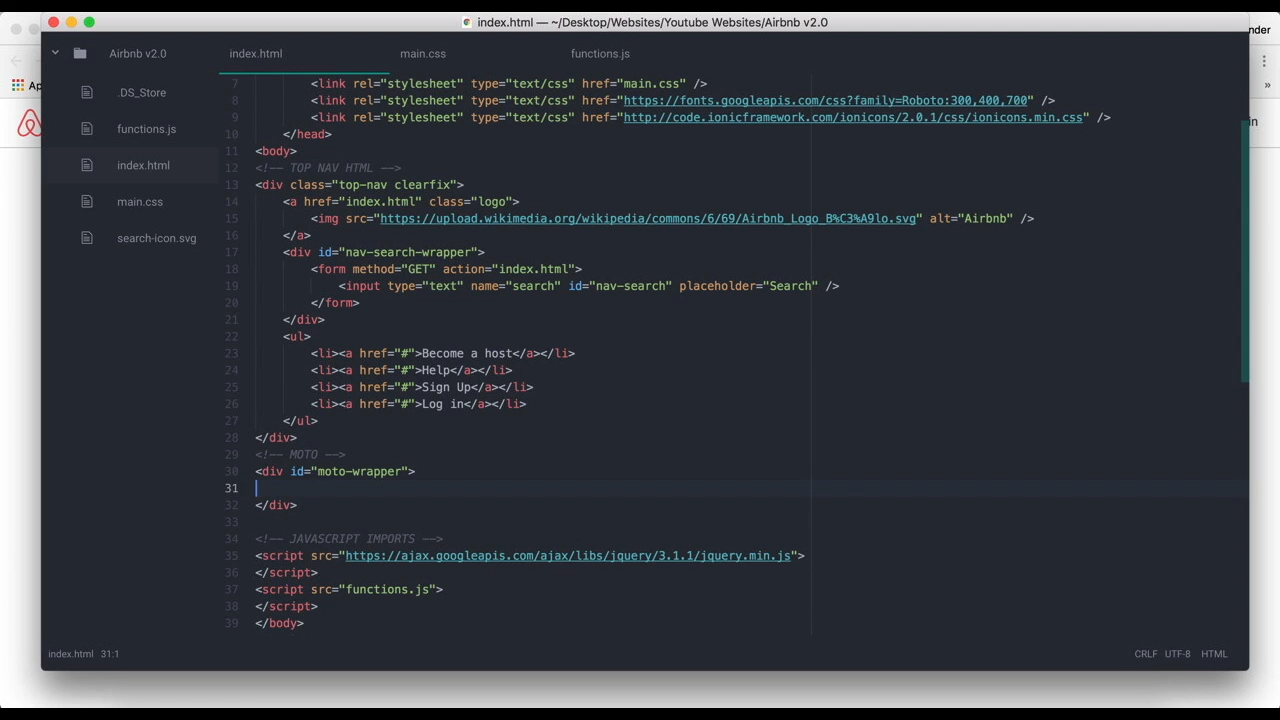 index.html — ~/Desktop/Websites/Youtube Websites/Airbnb v2.0
nder
Ap
»
in
Airbnb v2.0
.DS_Store
functions.js
index.html
main.css
search-icon.svg
index.html main.css functions.js
7 <link rel="stylesheet" type="text/css" href="main.css" />
8 <link rel="stylesheet" type="text/css" href="https://fonts.googleapis.com/css?family=Roboto:300,400,700" />
9 <link rel="stylesheet" type="text/css" href="http://code.ionicframework.com/ionicons/2.0.1/css/ionicons.min.css" />
10 </head>
11 <body>
12 <!-- TOP NAV HTML -->
13 <div class="top-nav clearfix">
14 <a href="index.html" class="logo">
15 <img src="https://upload.wikimedia.org/wikipedia/commons/6/69/Airbnb_Logo_B%C3%A9lo.svg" alt="Airbnb" />
16 </a>
17 <div id="nav-search-wrapper">
18 <form method="GET" action="index.html">
19 <input type="text" name="search" id="nav-search" placeholder="Search" />
20 </form>
21 </div>
22 <ul>
23 <li><a href="#">Become a host</a></li>
24 <li><a href="#">Help</a></li>
25 <li><a href="#">Sign Up</a></li>
26 <li><a href="#">Log in</a></li>
27 </ul>
28 </div>
29 <!-- MOTO -->
30 <div id="moto-wrapper">
31
32 </div>
33
34 <!-- JAVASCRIPT IMPORTS -->
35 <script src="https://ajax.googleapis.com/ajax/libs/jquery/3.1.1/jquery.min.js">
36 </script>
37 <script src="functions.js">
38 </script>
39 </body>
index.html 31:1
CRLF UTF-8 HTML